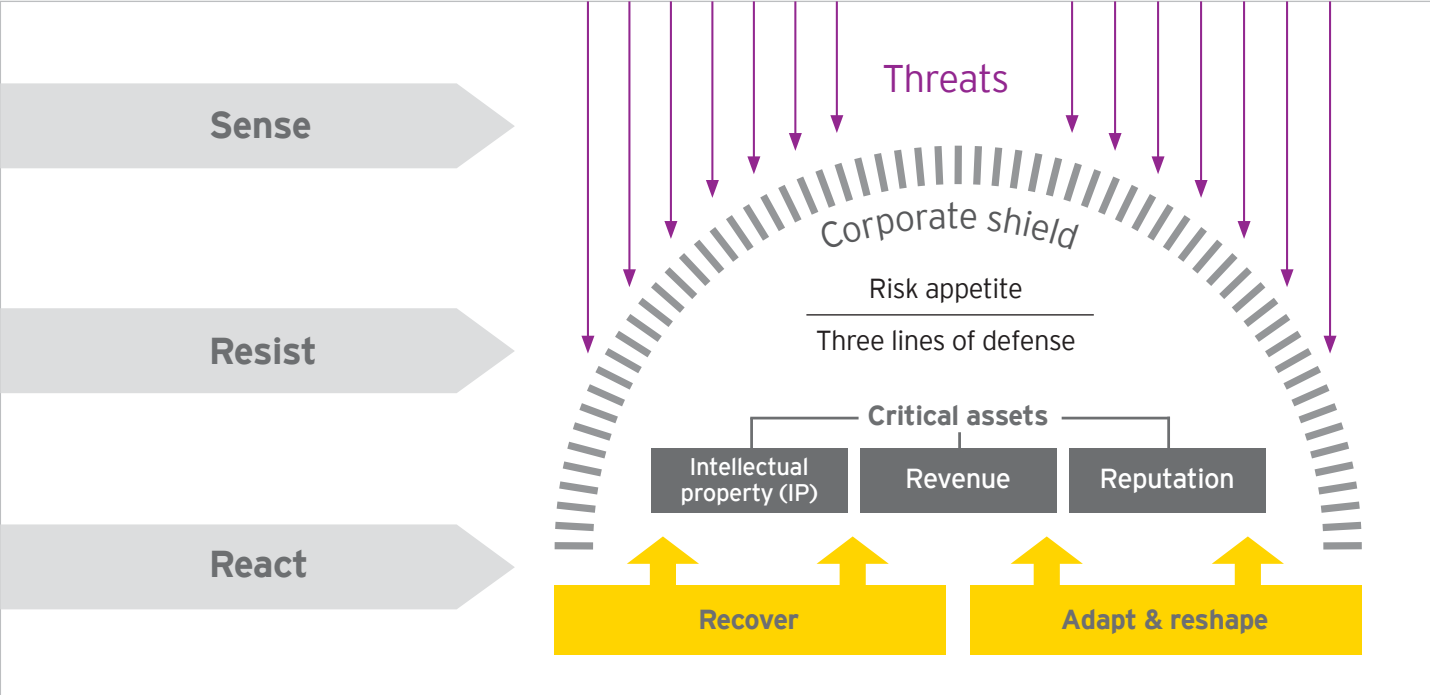 Sense
Resist
React
Threats
Corporate shield
Risk appetite
Three lines of defense
Critical assets
Intellectual
property (IP)
Revenue
Reputation
Recover
Adapt & reshape